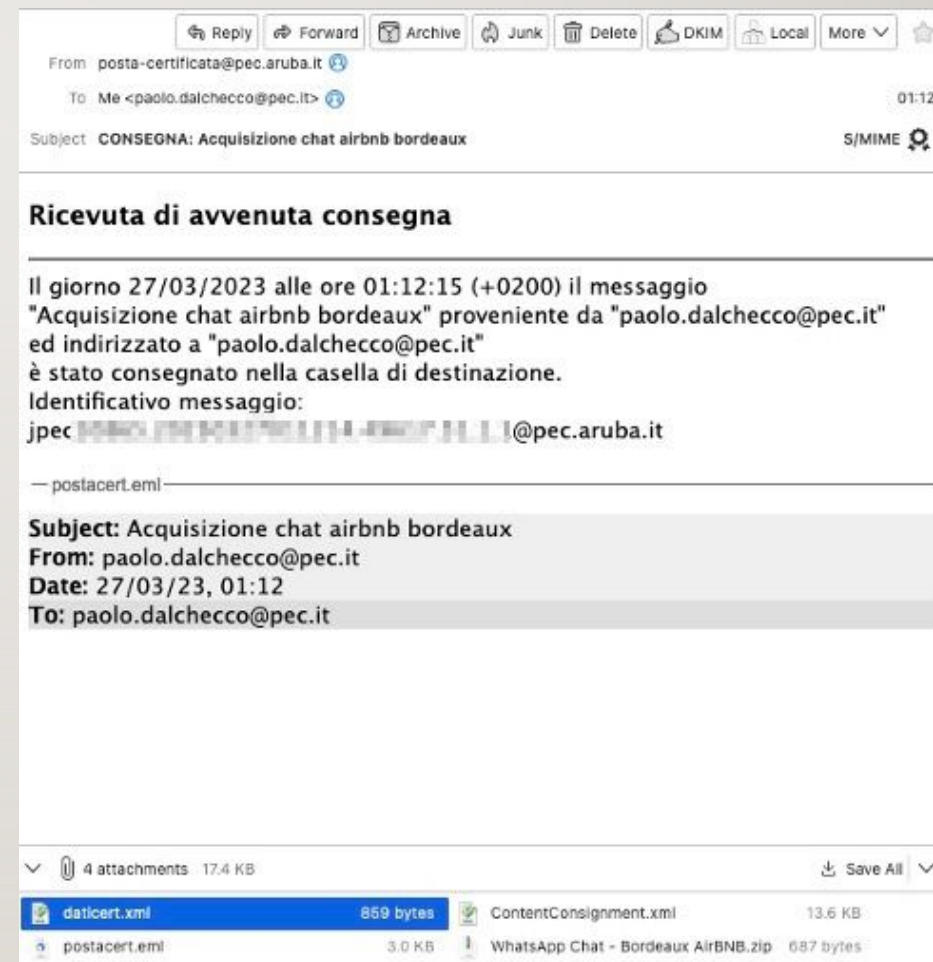 Reply Forward Archive Junk Delete DKIM Local More
From posta-certificata@pec.aruba.it
To Me <paolo.dalchecco@pec.it> 01:12
Subject CONSEGNA: Acquisizione chat airbnb bordeaux S/MIME
Ricevuta di avvenuta consegna
Il giorno 27/03/2023 alle ore 01:12:15 (+0200) il messaggio
"Acquisizione chat airbnb bordeaux" proveniente da "paolo.dalchecco@pec.it"
ed indirizzato a "paolo.dalchecco@pec.it"
è stato consegnato nella casella di destinazione.
Identificativo messaggio:
jpec @pec.aruba.it
postacert.eml
Subject: Acquisizione chat airbnb bordeaux
From: paolo.dalchecco@pec.it
Date: 27/03/23, 01:12
To: paolo.dalchecco@pec.it
4 attachments 17.4 KB Save All
daticert.xml 859 bytes ContentConsignment.xml 13.6 KB
postacert.eml 3.0 KB WhatsApp Chat - Bordeaux AirBNB.zip 687 bytes